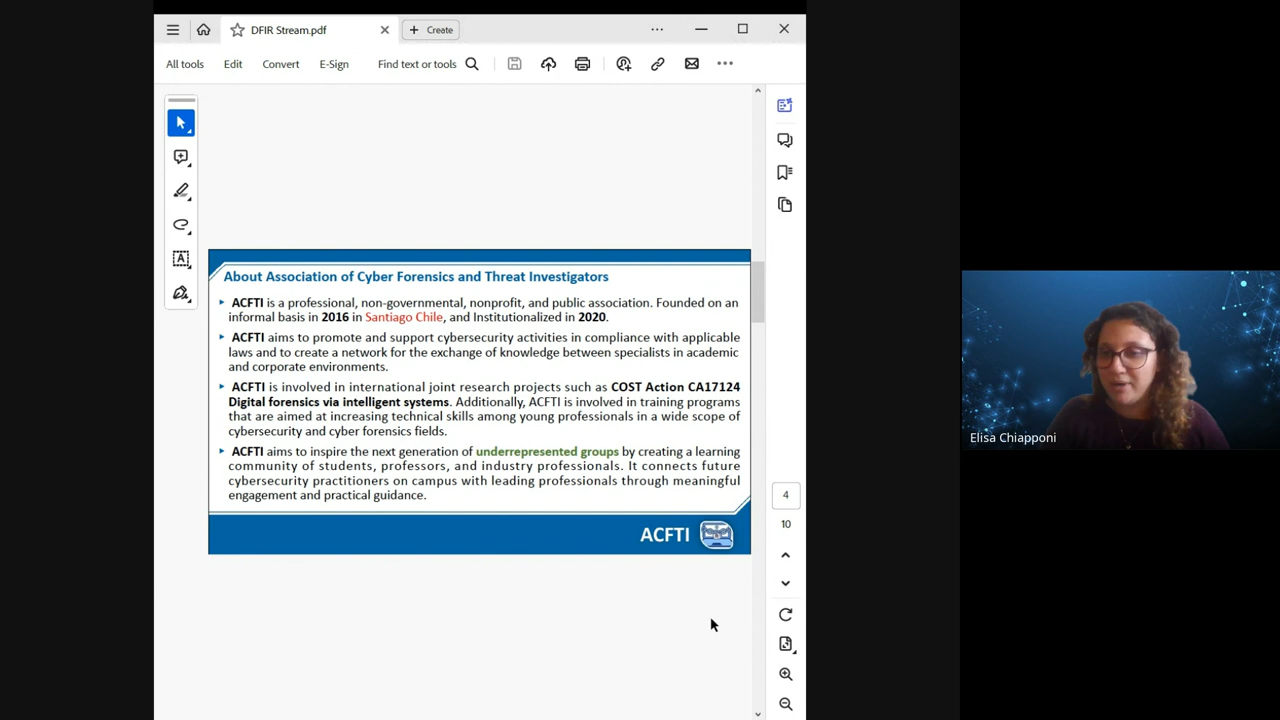 DFIR Stream.pdf
Create
All tools
Edit
Convert
E-Sign
Find text or tools
About Association of Cyber Forensics and Threat Investigators
ACFTI is a professional, non-governmental, nonprofit, and public association. Founded on an
informal basis in 2016 in Santiago Chile, and Institutionalized in 2020.
ACFTI aims to promote and support cybersecurity activities in compliance with applicable
laws and to create a network for the exchange of knowledge between specialists in academic
and corporate environments.
ACFTI is involved in international joint research projects such as COST Action CA17124
Digital forensics via intelligent systems. Additionally, ACFTI is involved in training programs
that are aimed at increasing technical skills among young professionals in a wide scope of
cybersecurity and cyber forensics fields.
ACFTI aims to inspire the next generation of underrepresented groups by creating a learning
community of students, professors, and industry professionals. It connects future
cybersecurity practitioners on campus with leading professionals through meaningful
engagement and practical guidance.
ACFTI
4
10
Elisa Chiapponi